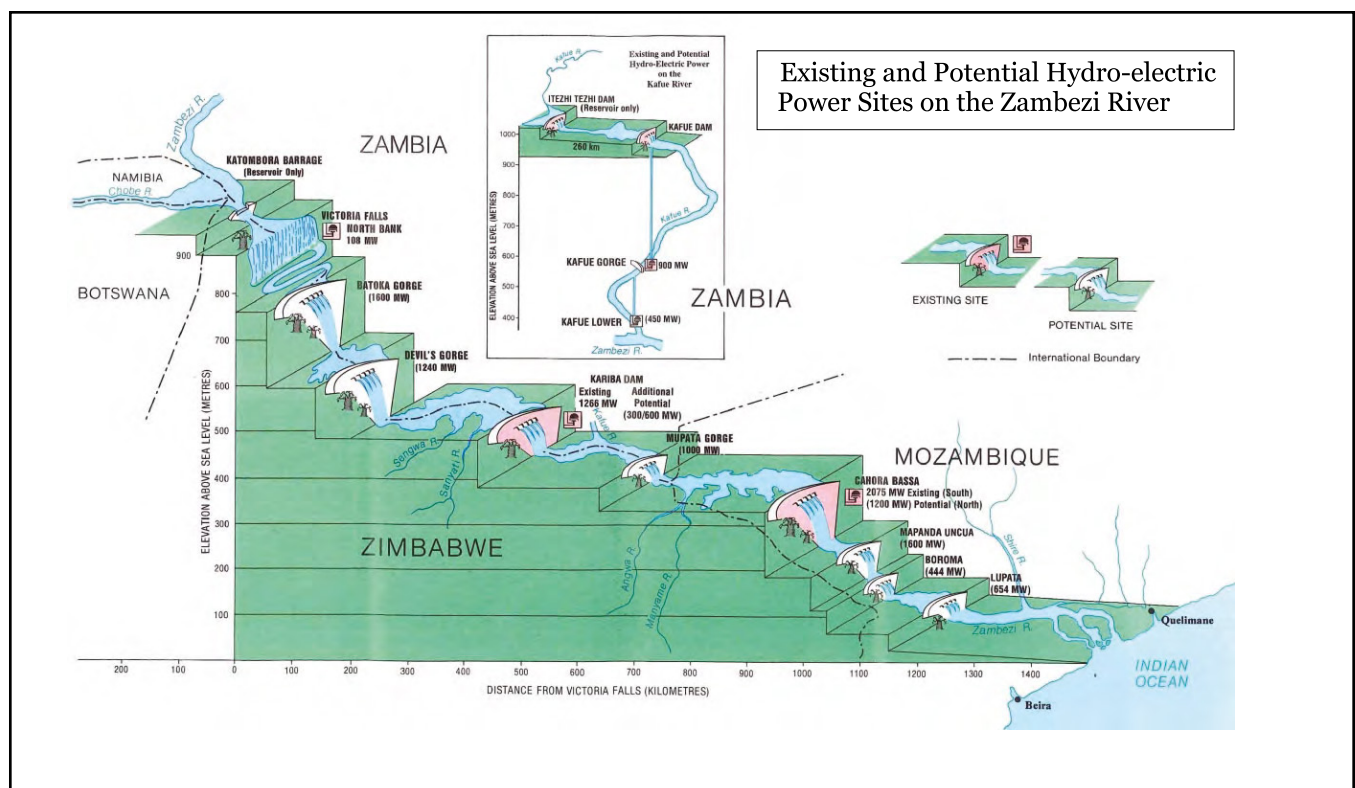 Existing and Potential Hydro-electric
Power Sites on the Zambezi River
Existing and Potential
Hydro-Electric Power
on the
Kafue River
Kafue R.
ITEZHI TEZHI DAM
(Reservoir only)
KAFUE DAM
260 km
1000
900
800
700
600
500
400
ELEVATION ABOVE SEA LEVEL (METRES)
Kafue R.
KAFUE GORGE
900 MW
ZAMBIA
KAFUE LOWER
(450 MW)
Zambezi R.
Zambezi R.
ZAMBIA
KATOMBORA BARRAGE
(Reservoir Only)
NAMIBIA
Chobe R.
VICTORIA FALLS
NORTH BANK
108 MW
BOTSWANA
BATOKA GORGE
(1600 MW)
DEVIL'S GORGE
(1240 MW)
KARIBA DAM
Existing
1266 MW
Additional
Potential
(300/600 MW)
Kafue R.
Sengwa R.
Sanyati R.
MUPATA GORGE
(1000 MW)
MOZAMBIQUE
CAHORA BASSA
2075 MW Existing (South)
(1200 MW) Potential (North)
MAPANDA UNCUA
(1600 MW)
BOROMA
(444 MW)
LUPATA
(654 MW)
Shire R.
ZIMBABWE
Angwa R.
Manyame R.
Zambezi R.
Quelimane
INDIAN
OCEAN
Beira
EXISTING SITE
POTENTIAL SITE
International Boundary
900
800
700
600
500
400
300
200
100
ELEVATION ABOVE SEA LEVEL (METRES)
200 100 0 100 200 300 400 500 600 700 800 900 1000 1100 1200 1300 1400
DISTANCE FROM VICTORIA FALLS (KILOMETRES)